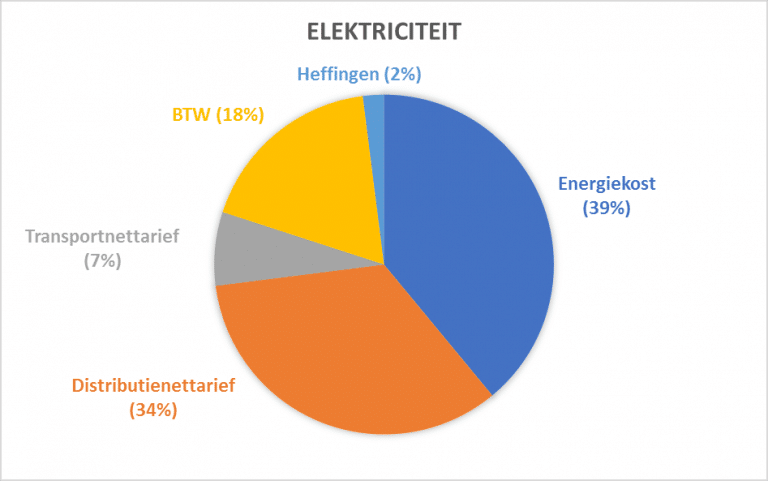 ELEKTRICITEIT
Heffingen (2%)
BTW (18%)
Energiekost
(39%)
Transportnettarief
(7%)
Distributienettarief
(34%)